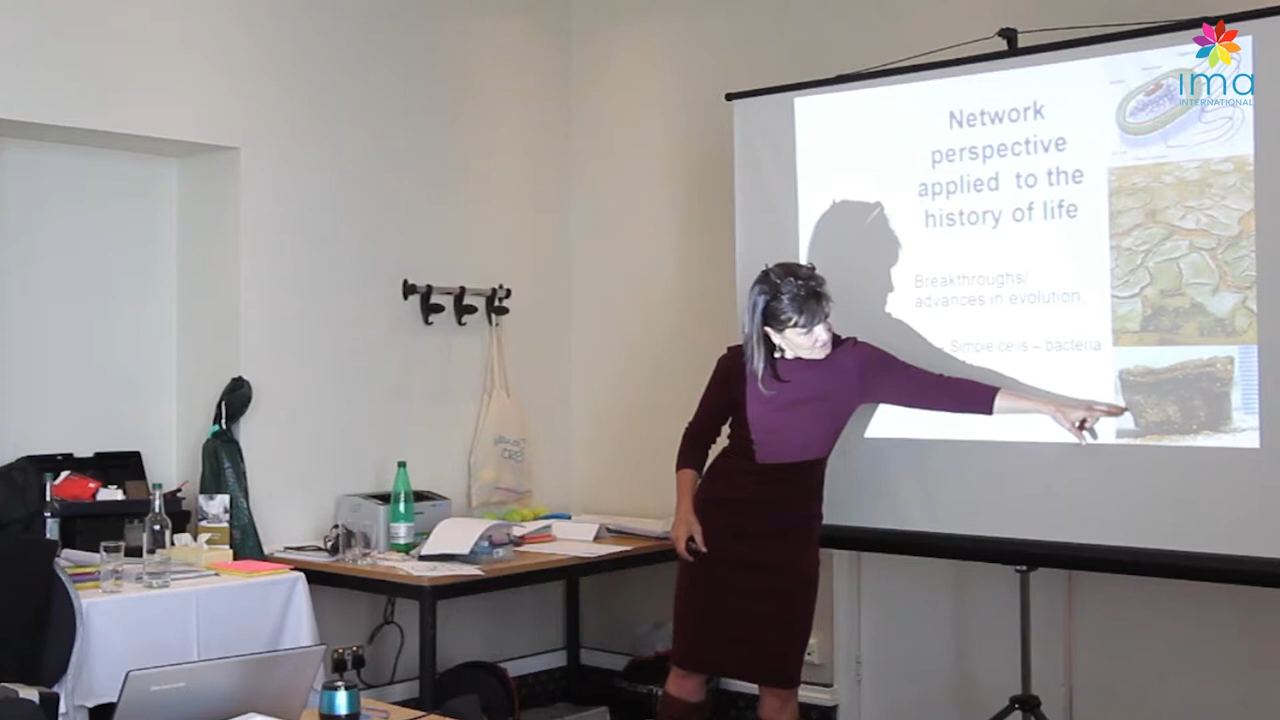 ima
INTERNATIONAL
Network
perspective
applied to the
history of life
Breakthroughs/
advances in evolution
Simple cells – bacteria